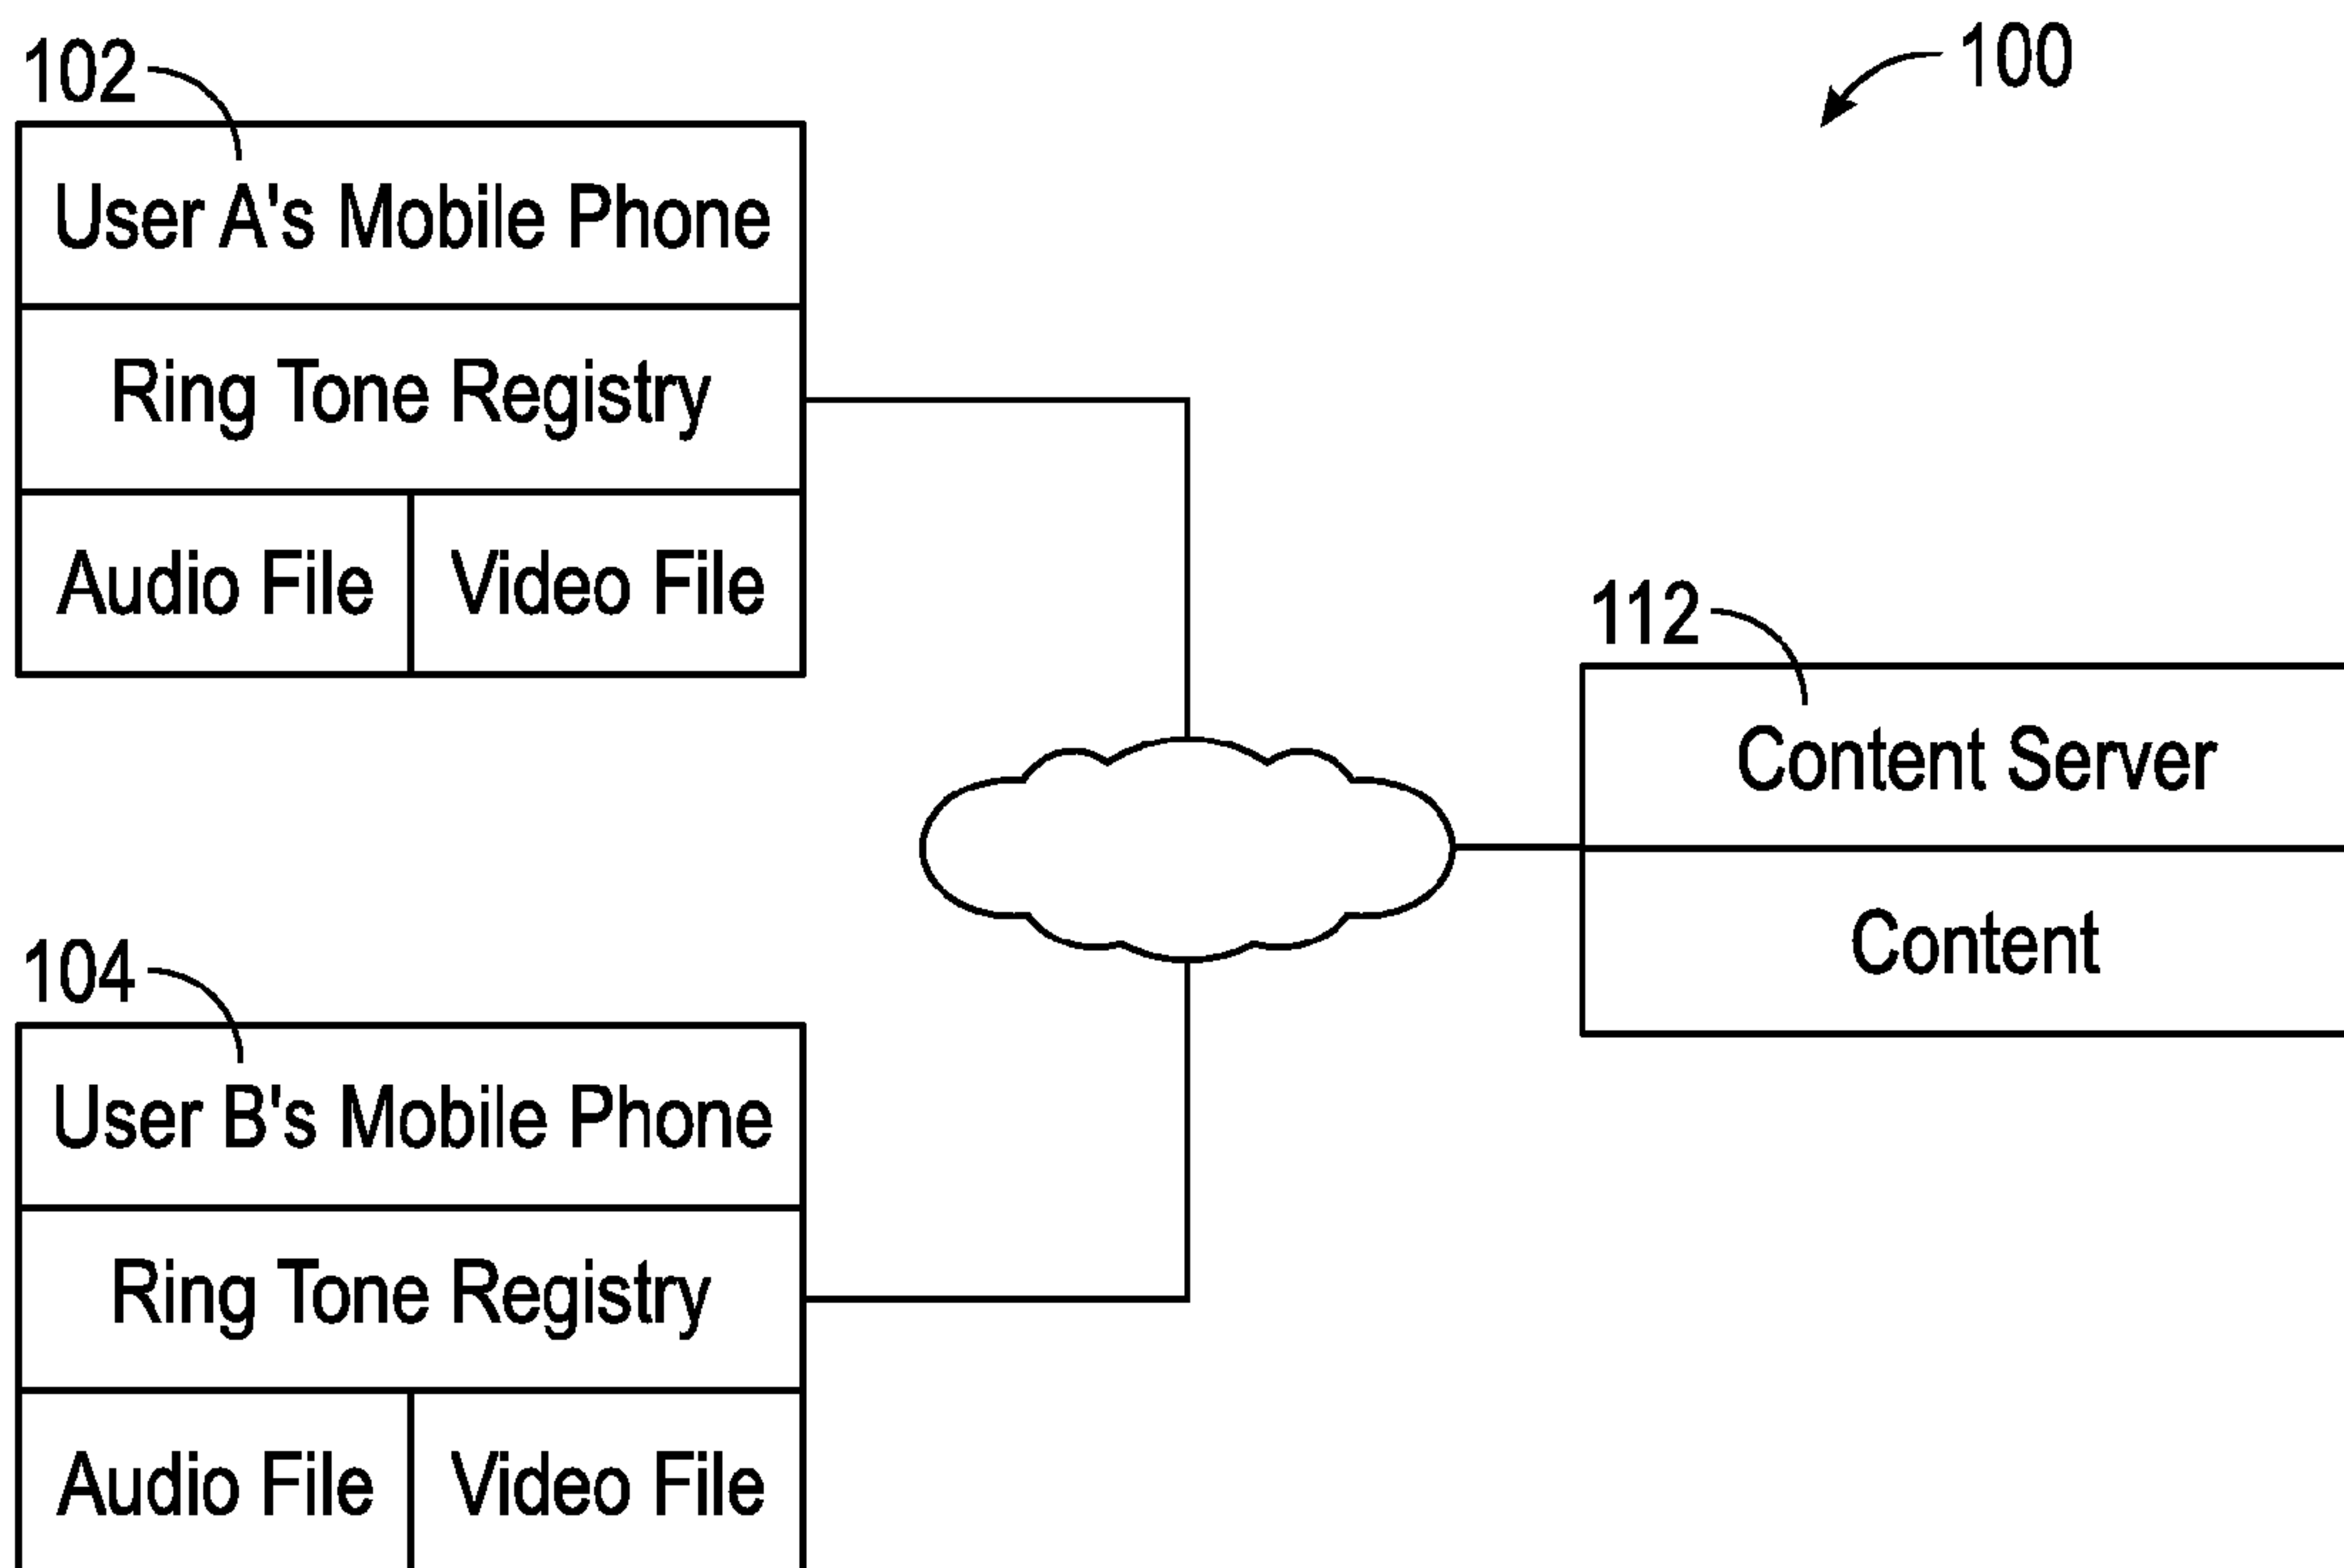 102
100
User A's Mobile Phone
Ring Tone Registry
Audio File
Video File
112
Content Server
Content
104
User B's Mobile Phone
Ring Tone Registry
Audio File
Video File